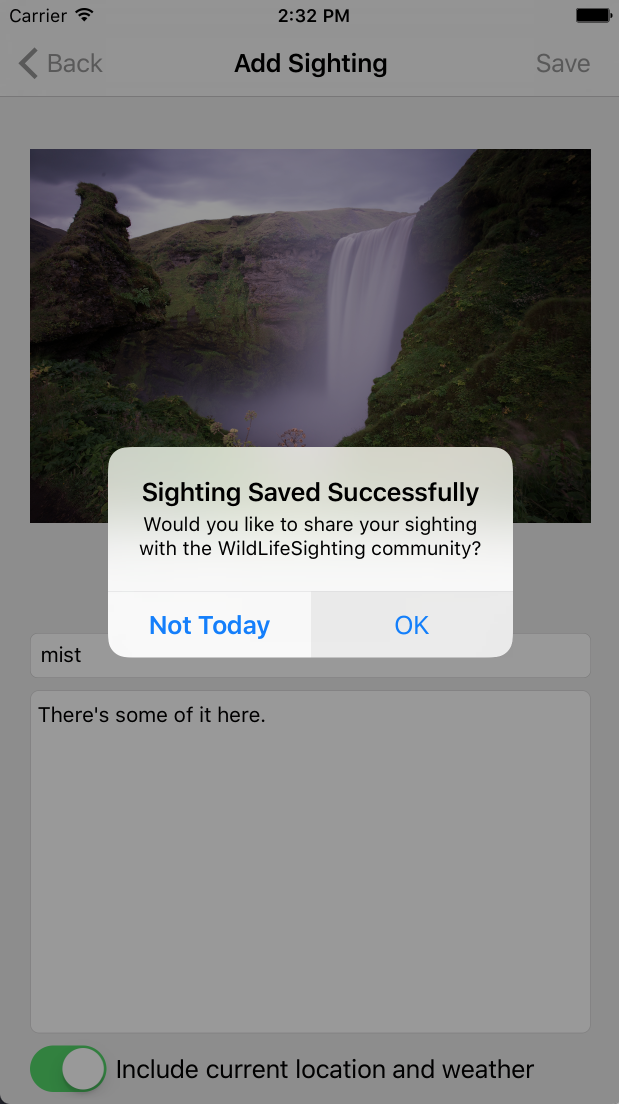 Carrier 2:32 PM
Back Add Sighting Save
Sighting Saved Successfully
Would you like to share your sighting
with the WildLifeSighting community?
Not Today OK
mist
There's some of it here.
Include current location and weather